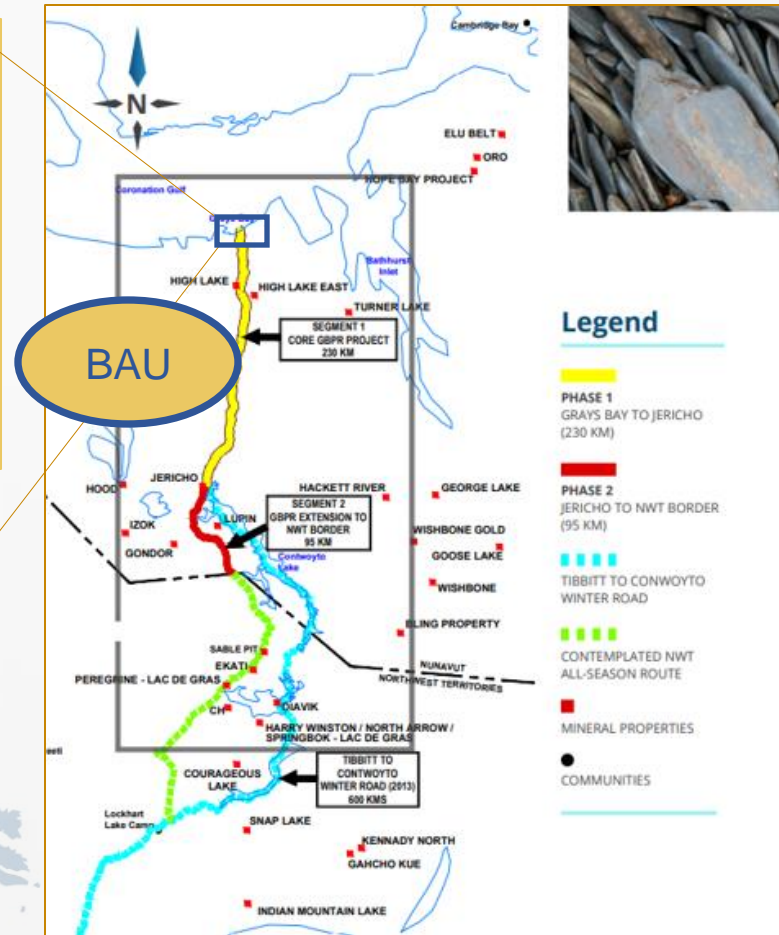 Cambridge Bay
N
ELU BELT
ORO
HOPE BAY PROJECT
Coronation Gulf
Grays Bay
Bathhurst
Inlet
HIGH LAKE
HIGH LAKE EAST
TURNER LAKE
SEGMENT 1
CORE GBPR PROJECT
230 KM
BAU
JERICHO
HOOD
HACKETT RIVER
GEORGE LAKE
SEGMENT 2
GBPR EXTENSION TO
NWT BORDER
95 KM
IZOK
LUPIN
GONDOR
WISHBONE GOLD
GOOSE LAKE
Contwoyto
Lake
WISHBONE
BLING PROPERTY
SABLE PIT
EKATI
NUNAVUT
NORTHWEST TERRITORIES
PEREGRINE - LAC DE GRAS
CH
DIAVIK
HARRY WINSTON / NORTH ARROW /
SPRINGBOK - LAC DE GRAS
COURAGEOUS
LAKE
TIBBITT TO
CONTWOYTO
WINTER ROAD (2013)
600 KMS
Lockhart
Lake Camp
SNAP LAKE
KENNADY NORTH
GAHCHO KUE
INDIAN MOUNTAIN LAKE
Legend
PHASE 1
GRAYS BAY TO JERICHO
(230 KM)
PHASE 2
JERICHO TO NWT BORDER
(95 KM)
TIBBITT TO CONWOYTO
WINTER ROAD
CONTEMPLATED NWT
ALL-SEASON ROUTE
MINERAL PROPERTIES
COMMUNITIES